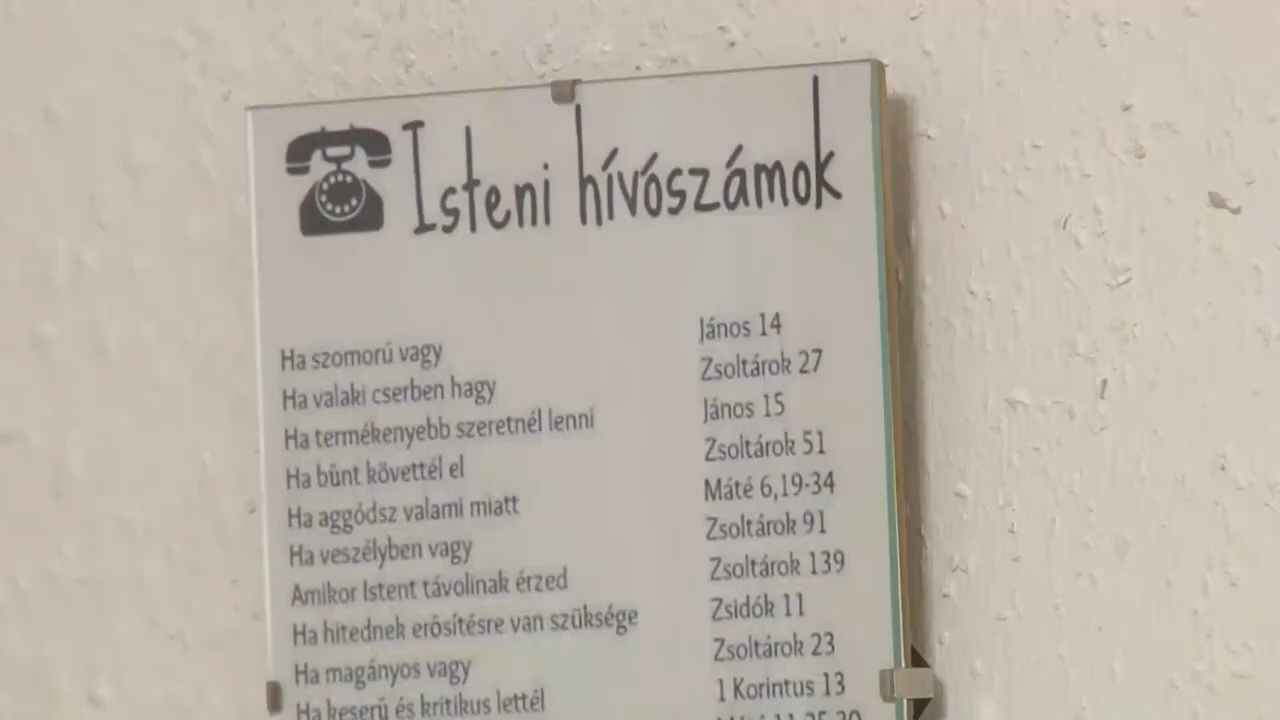 Isteni hívószámok
Ha szomorú vagy János 14
Ha valaki cserben hagy Zsoltárok 27
Ha termékenyebb szeretnél lenni János 15
Ha bűnt követtél el Zsoltárok 51
Ha aggódsz valami miatt Máté 6,19-34
Ha veszélyben vagy Zsoltárok 91
Amikor Istent távolinak érzed Zsoltárok 139
Ha hitednek erősítésre van szüksége Zsidók 11
Ha magányos vagy Zsoltárok 23
Ha keserű és kritikus lettél 1 Korintus 13